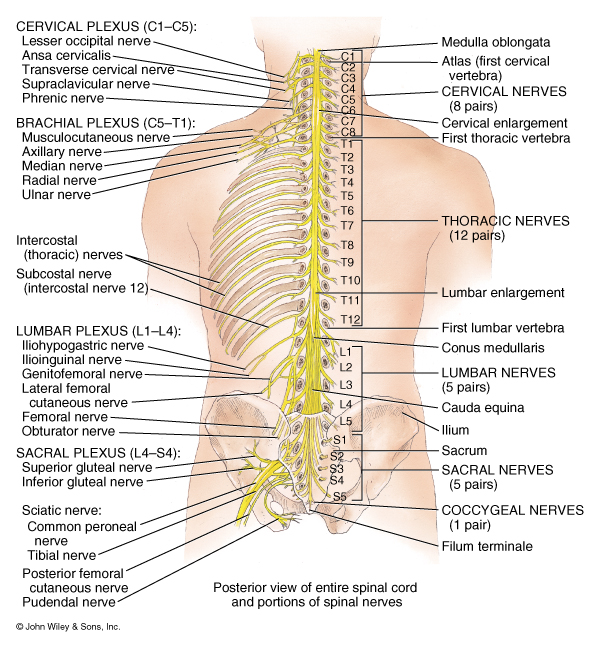 CERVICAL PLEXUS (C1–C5):
Lesser occipital nerve
Ansa cervicalis
Transverse cervical nerve
Supraclavicular nerve
Phrenic nerve
BRACHIAL PLEXUS (C5–T1):
Musculocutaneous nerve
Axillary nerve
Median nerve
Radial nerve
Ulnar nerve
Intercostal
(thoracic) nerves
Subcostal nerve
(intercostal nerve 12)
LUMBAR PLEXUS (L1–L4):
Iliohypogastric nerve
Ilioinguinal nerve
Genitofemoral nerve
Lateral femoral
cutaneous nerve
Femoral nerve
Obturator nerve
SACRAL PLEXUS (L4–S4):
Superior gluteal nerve
Inferior gluteal nerve
Sciatic nerve:
Common peroneal
nerve
Tibial nerve
Posterior femoral
cutaneous nerve
Pudendal nerve
C1
C2
C3
C4
C5
C6
C7
C8
T1
T2
T3
T4
T5
T6
T7
T8
T9
T10
T11
T12
L1
L2
L3
L4
L5
S1
S2
S3
S4
S5
Medulla oblongata
Atlas (first cervical
vertebra)
CERVICAL NERVES
(8 pairs)
Cervical enlargement
First thoracic vertebra
THORACIC NERVES
(12 pairs)
Lumbar enlargement
First lumbar vertebra
Conus medullaris
LUMBAR NERVES
(5 pairs)
Cauda equina
Ilium
Sacrum
SACRAL NERVES
(5 pairs)
COCCYGEAL NERVES
(1 pair)
Filum terminale
Posterior view of entire spinal cord
and portions of spinal nerves
© John Wiley & Sons, Inc.